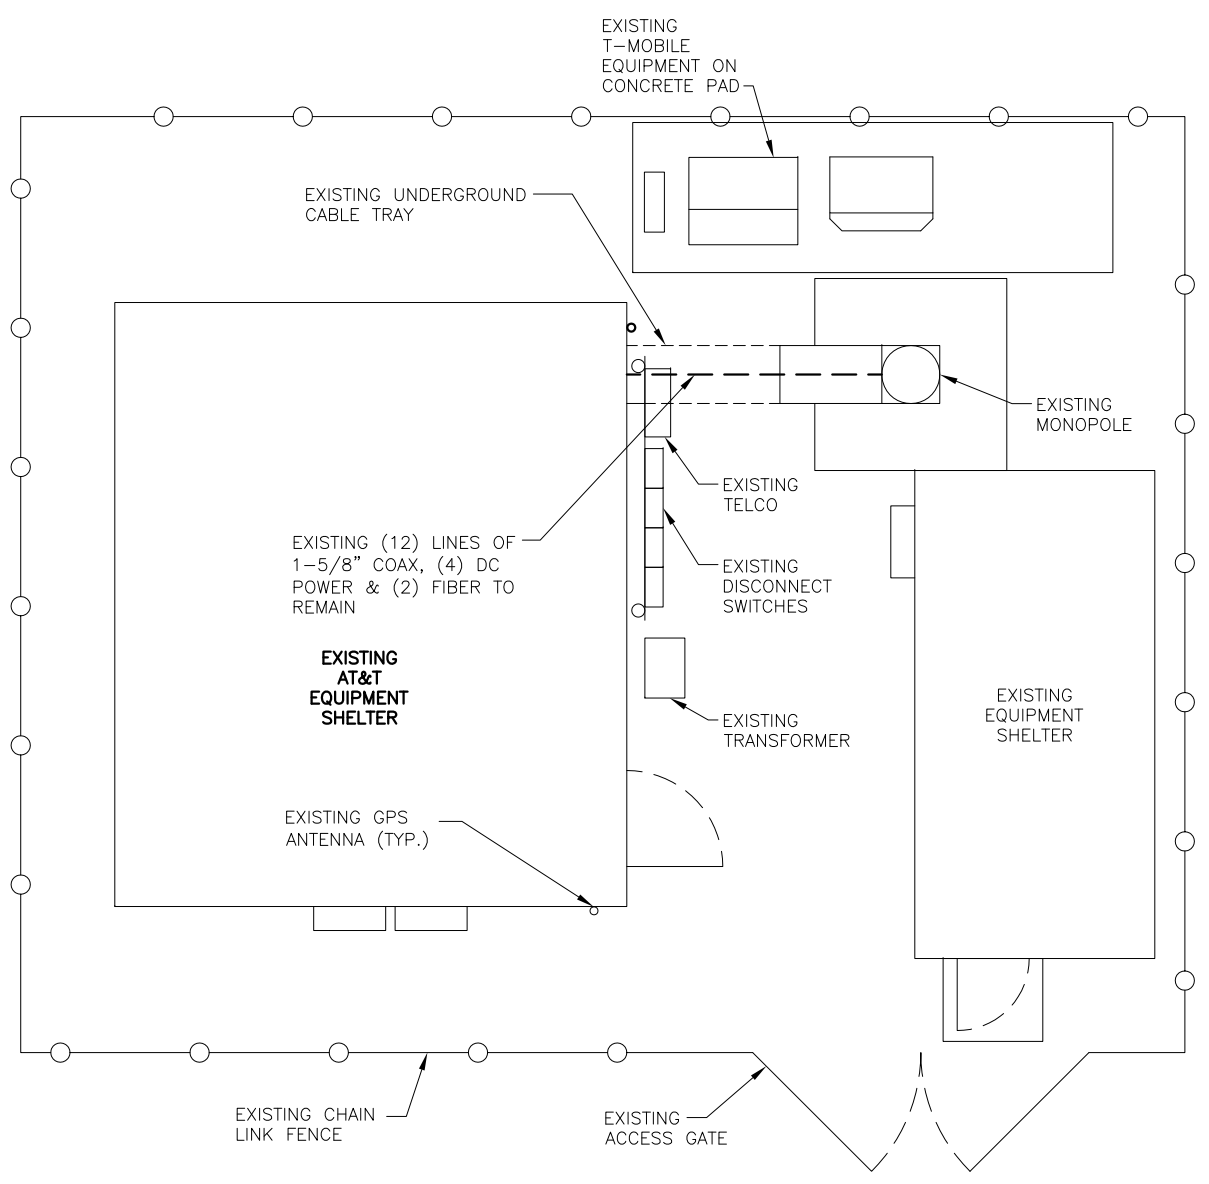 EXISTING
T-MOBILE
EQUIPMENT ON
CONCRETE PAD
EXISTING UNDERGROUND
CABLE TRAY
EXISTING
MONOPOLE
EXISTING
TELCO
EXISTING (12) LINES OF
1-5/8" COAX, (4) DC
POWER & (2) FIBER TO
REMAIN
EXISTING
DISCONNECT
SWITCHES
EXISTING
AT&T
EQUIPMENT
SHELTER
EXISTING
EQUIPMENT
SHELTER
EXISTING
TRANSFORMER
EXISTING GPS
ANTENNA (TYP.)
EXISTING CHAIN
LINK FENCE
EXISTING
ACCESS GATE